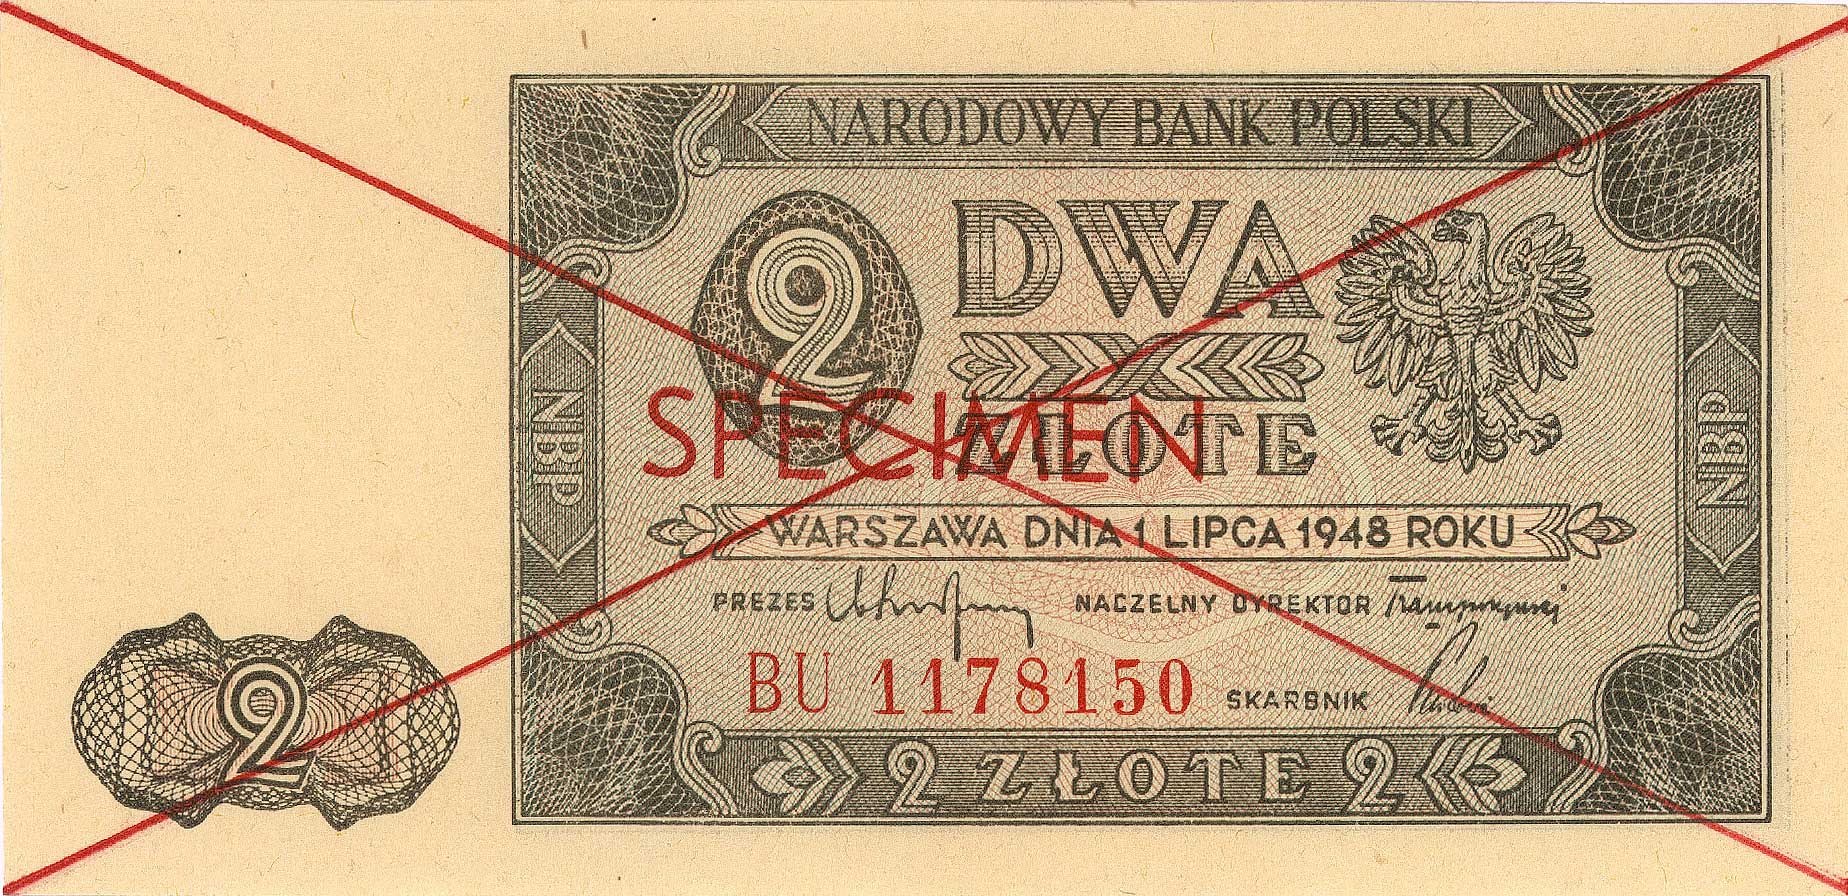 NARODOWY BANK POLSKI
2 DWA
SPECIMEN
ZŁOTE
NBP
NBP
WARSZAWA DNIA 1 LIPCA 1948 ROKU
PREZES NACZELNY DYREKTOR
BU 1178150 SKARBNIK
2
2 ZŁOTE 2